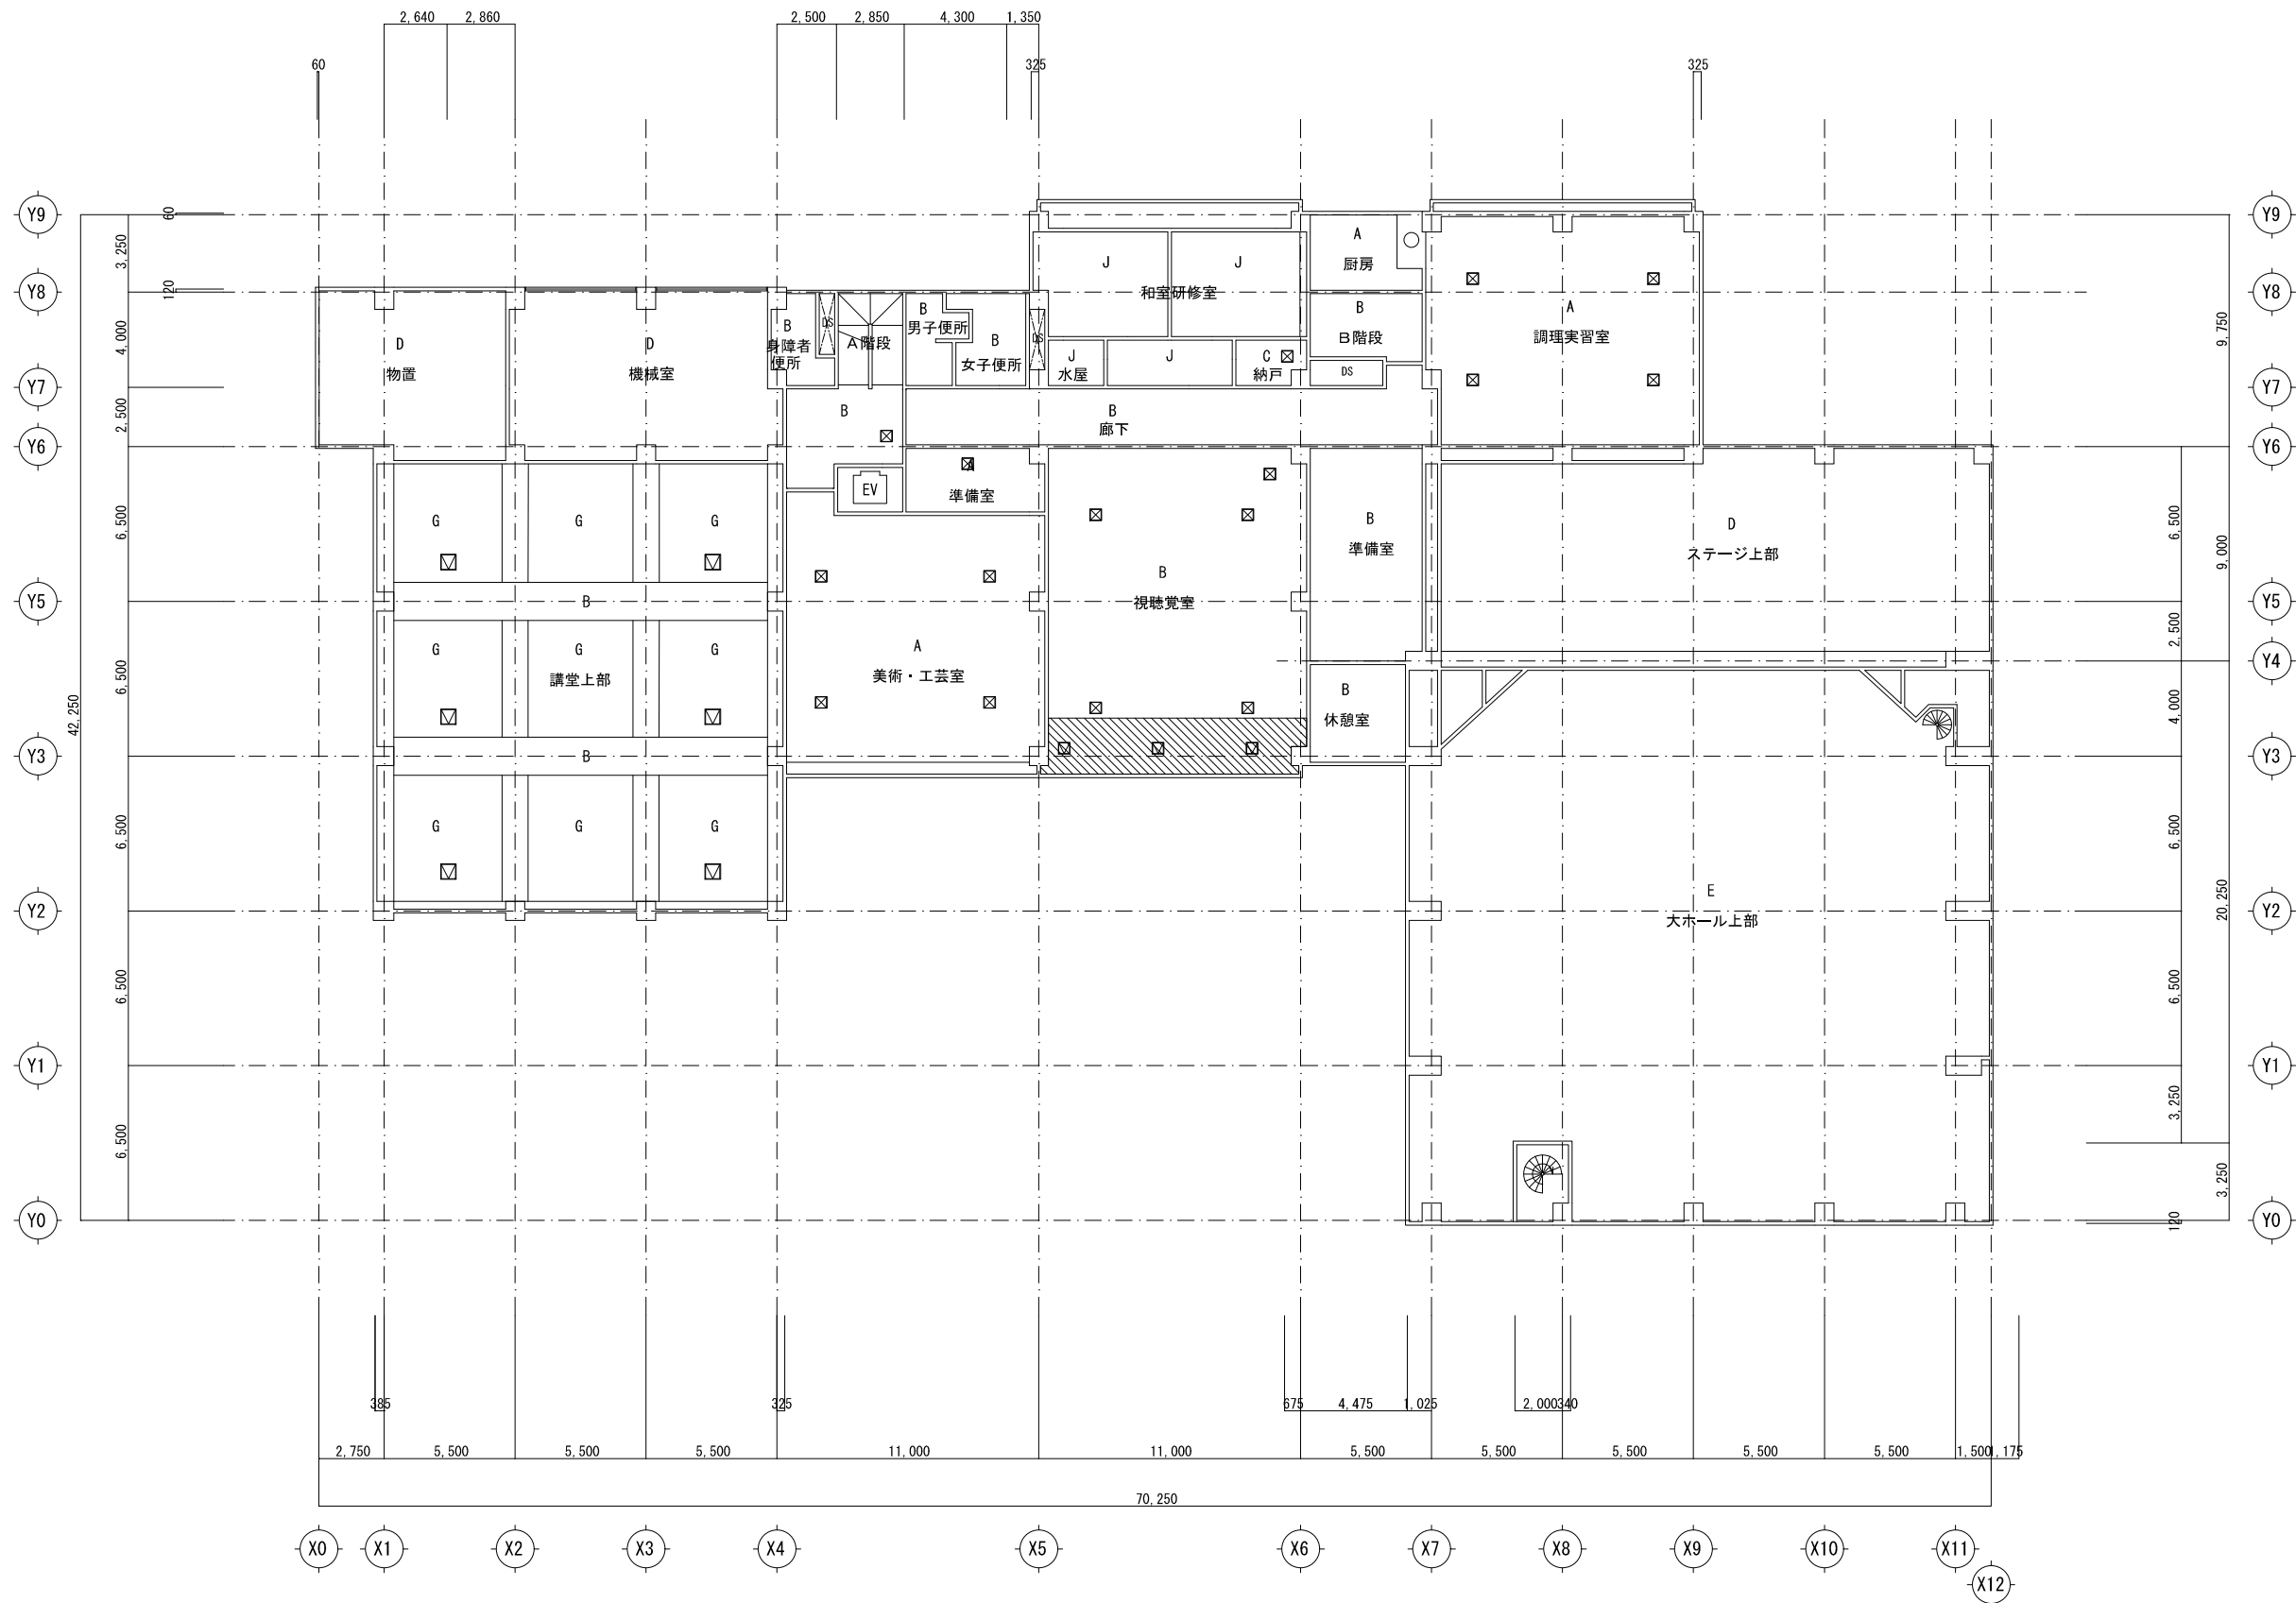 2,640 2,860 2,500 2,850 4,300 1,350
60 325 325
Y9 60 Y9
3,250
A
厨房
J J
和室研修室
Y8 120 Y8
A
調理実習室
4,000
D
物置
D
機械室
B
身障者
便所
DS
A階段
B
男子便所
B
女子便所
DS
B
B階段
9,750
J
水屋
J
C
納戸
DS
Y7 Y7
2,500
B
B
廊下
Y6 Y6
A
準備室
EV
6,500
G G G
B
準備室
D
ステージ上部
6,500
9,000
B
視聴覚室
Y5 B Y5
2,500
G G G
講堂上部
A
美術・工芸室
Y4
6,500
42,250
B
休憩室
4,000
Y3 B Y3
6,500
G G G
6,500
E
大ホール上部
20,250
Y2 Y2
6,500
6,500
Y1 Y1
6,500
3,250
3,250
Y0 120 Y0
385 325 675 4,475 1,025 2,000 340
2,750 5,500 5,500 5,500 11,000 11,000 5,500 5,500 5,500 5,500 5,500 1,500 1,175
70,250
X0 X1 X2 X3 X4 X5 X6 X7 X8 X9 X10 X11
X12